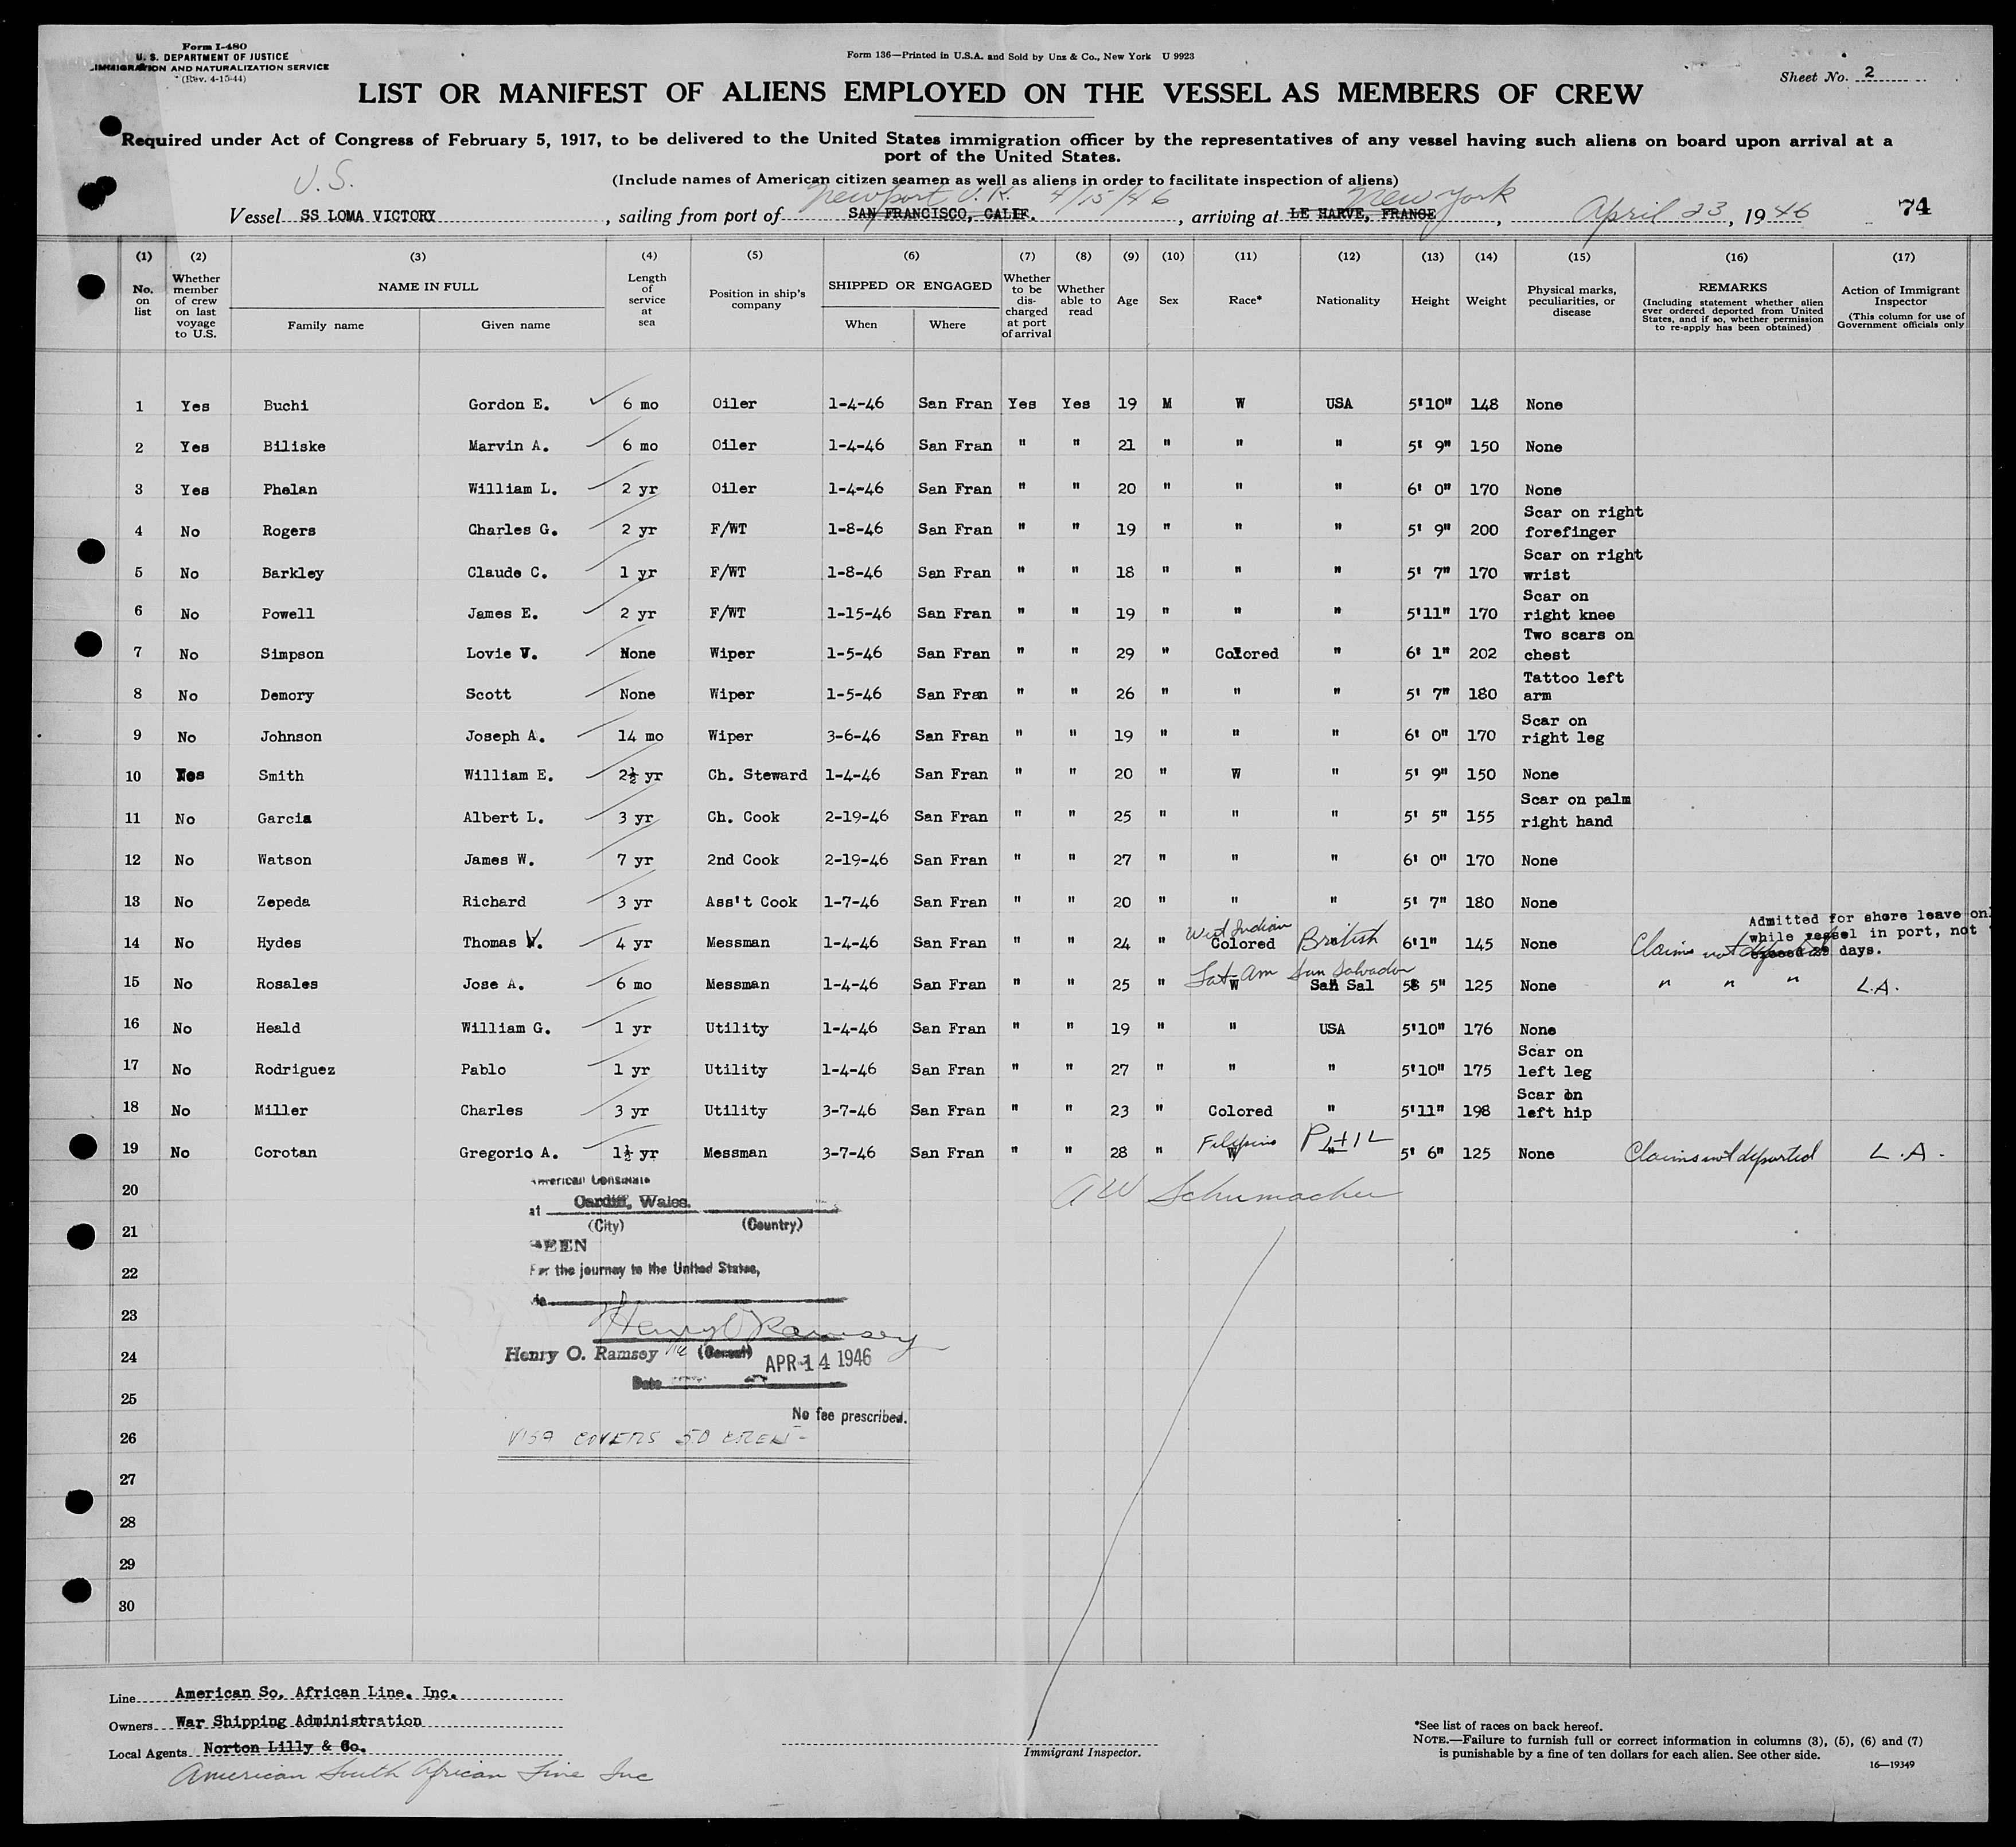 Form I-480
U. S. DEPARTMENT OF JUSTICE
IMMIGRATION AND NATURALIZATION SERVICE
(Rev. 4-15-44)
Form 136—Printed in U.S.A. and Sold by Unz & Co., New York U 9923
Sheet No. 2
LIST OR MANIFEST OF ALIENS EMPLOYED ON THE VESSEL AS MEMBERS OF CREW
Required under Act of Congress of February 5, 1917, to be delivered to the United States immigration officer by the representatives of any vessel having such aliens on board upon arrival at a
port of the United States.
(Include names of American citizen seamen as well as aliens in order to facilitate inspection of aliens)
U.S.
Newport U.K. 4/15/46 New York
Vessel SS LOMA VICTORY, sailing from port of SAN FRANCISCO, CALIF., arriving at LE HARVE, FRANCE, April 23, 1946
74
(1) No. on list
(2) Whether member of crew on last voyage to U.S.
(3) NAME IN FULL Family name Given name
(4) Length of service at sea
(5) Position in ship's company
(6) SHIPPED OR ENGAGED When Where
(7) Whether to be discharged at port of arrival
(8) Whether able to read
(9) Age
(10) Sex
(11) Race*
(12) Nationality
(13) Height
(14) Weight
(15) Physical marks, peculiarities, or disease
(16) REMARKS (Including statement whether alien ever ordered deported from United States, and if so, whether permission to re-apply has been obtained)
(17) Action of Immigrant Inspector (This column for use of Government officials only
1 Yes Buchi Gordon E. 6 mo Oiler 1-4-46 San Fran Yes Yes 19 M W USA 5'10" 148 None
2 Yes Biliske Marvin A. 6 mo Oiler 1-4-46 San Fran " " 21 " " " 5' 9" 150 None
3 Yes Phelan William L. 2 yr Oiler 1-4-46 San Fran " " 20 " " " 6' 0" 170 None
4 No Rogers Charles G. 2 yr F/WT 1-8-46 San Fran " " 19 " " " 5' 9" 200 Scar on right forefinger
5 No Barkley Claude C. 1 yr F/WT 1-8-46 San Fran " " 18 " " " 5' 7" 170 Scar on right wrist
6 No Powell James E. 2 yr F/WT 1-15-46 San Fran " " 19 " " " 5'11" 170 Scar on right knee
7 No Simpson Lovie V. None Wiper 1-5-46 San Fran " " 29 " Colored " 6' 1" 202 Two scars on chest
8 No Demory Scott None Wiper 1-5-46 San Fran " " 26 " " " 5' 7" 180 Tattoo left arm
9 No Johnson Joseph A. 14 mo Wiper 3-6-46 San Fran " " 19 " " " 6' 0" 170 Scar on right leg
10 Yes Smith William E. 2½ yr Ch. Steward 1-4-46 San Fran " " 20 " W " 5' 9" 150 None
11 No Garcia Albert L. 3 yr Ch. Cook 2-19-46 San Fran " " 25 " " " 5' 5" 155 Scar on palm right hand
12 No Watson James W. 7 yr 2nd Cook 2-19-46 San Fran " " 27 " " " 6' 0" 170 None
13 No Zepeda Richard 3 yr Ass't Cook 1-7-46 San Fran " " 20 " " " 5' 7" 180 None
14 No Hydes Thomas V. 4 yr Messman 1-4-46 San Fran " " 24 " West Indian Colored British 6'1" 145 None Claims not deported Admitted for shore leave on while vessel in port, not exceed 29 days.
15 No Rosales Jose A. 6 mo Messman 1-4-46 San Fran " " 25 " Lat Am W San Salvador San Sal 5' 5" 125 None " " " L.A.
16 No Heald William G. 1 yr Utility 1-4-46 San Fran " " 19 " " USA 5'10" 176 None
17 No Rodriguez Pablo 1 yr Utility 1-4-46 San Fran " " 27 " " " 5'10" 175 Scar on left leg
18 No Miller Charles 3 yr Utility 3-7-46 San Fran " " 23 " Colored " 5'11" 198 Scar on left hip
19 No Corotan Gregorio A. 1½ yr Messman 3-7-46 San Fran " " 28 " Filipino W 5' 6" 125 None Claims not deported L.A.
20
21
22
23
24
25
26
27
28
29
30
AW Schumacher
American Consulate
at Cardiff, Wales.
(City) (Country)
SEEN
For the journey to the United States,
Henry O Ramsey
Henry O. Ramsey (Consul) APR 14 1946
Date
No fee prescribed.
VISA COVERS 50 CREW-
Line American So. African Line. Inc.
Owners War Shipping Administration
Local Agents Norton Lilly & Co.
American South African Line Inc
Immigrant Inspector.
*See list of races on back hereof.
NOTE.—Failure to furnish full or correct information in columns (3), (5), (6) and (7)
is punishable by a fine of ten dollars for each alien. See other side.
16—19349